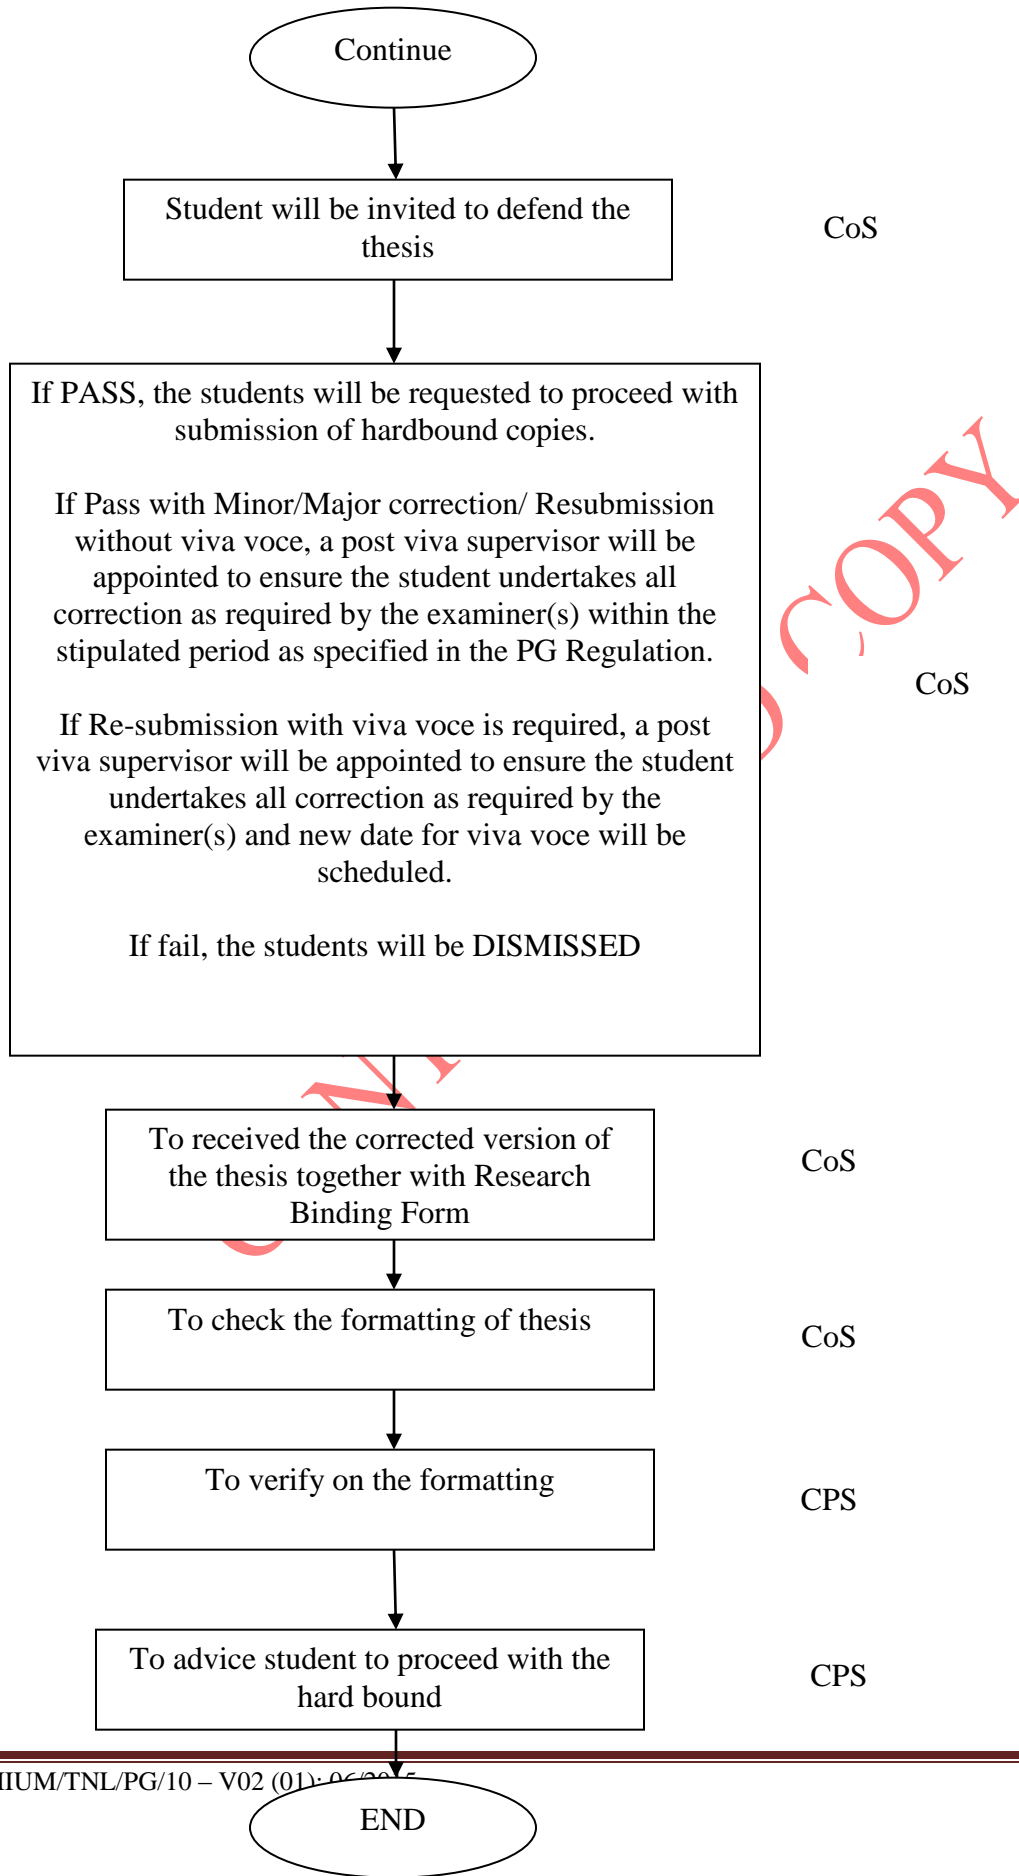 Continue
Student will be invited to defend the
thesis
CoS
If PASS, the students will be requested to proceed with
submission of hardbound copies.
If Pass with Minor/Major correction/ Resubmission
without viva voce, a post viva supervisor will be
appointed to ensure the student undertakes all
correction as required by the examiner(s) within the
stipulated period as specified in the PG Regulation.
If Re-submission with viva voce is required, a post
viva supervisor will be appointed to ensure the student
undertakes all correction as required by the
examiner(s) and new date for viva voce will be
scheduled.
If fail, the students will be DISMISSED
CoS
COPY
To received the corrected version of
the thesis together with Research
Binding Form
CoS
To check the formatting of thesis
CoS
To verify on the formatting
CPS
To advice student to proceed with the
hard bound
CPS
IIUM/TNL/PG/10 – V02 (01):
END